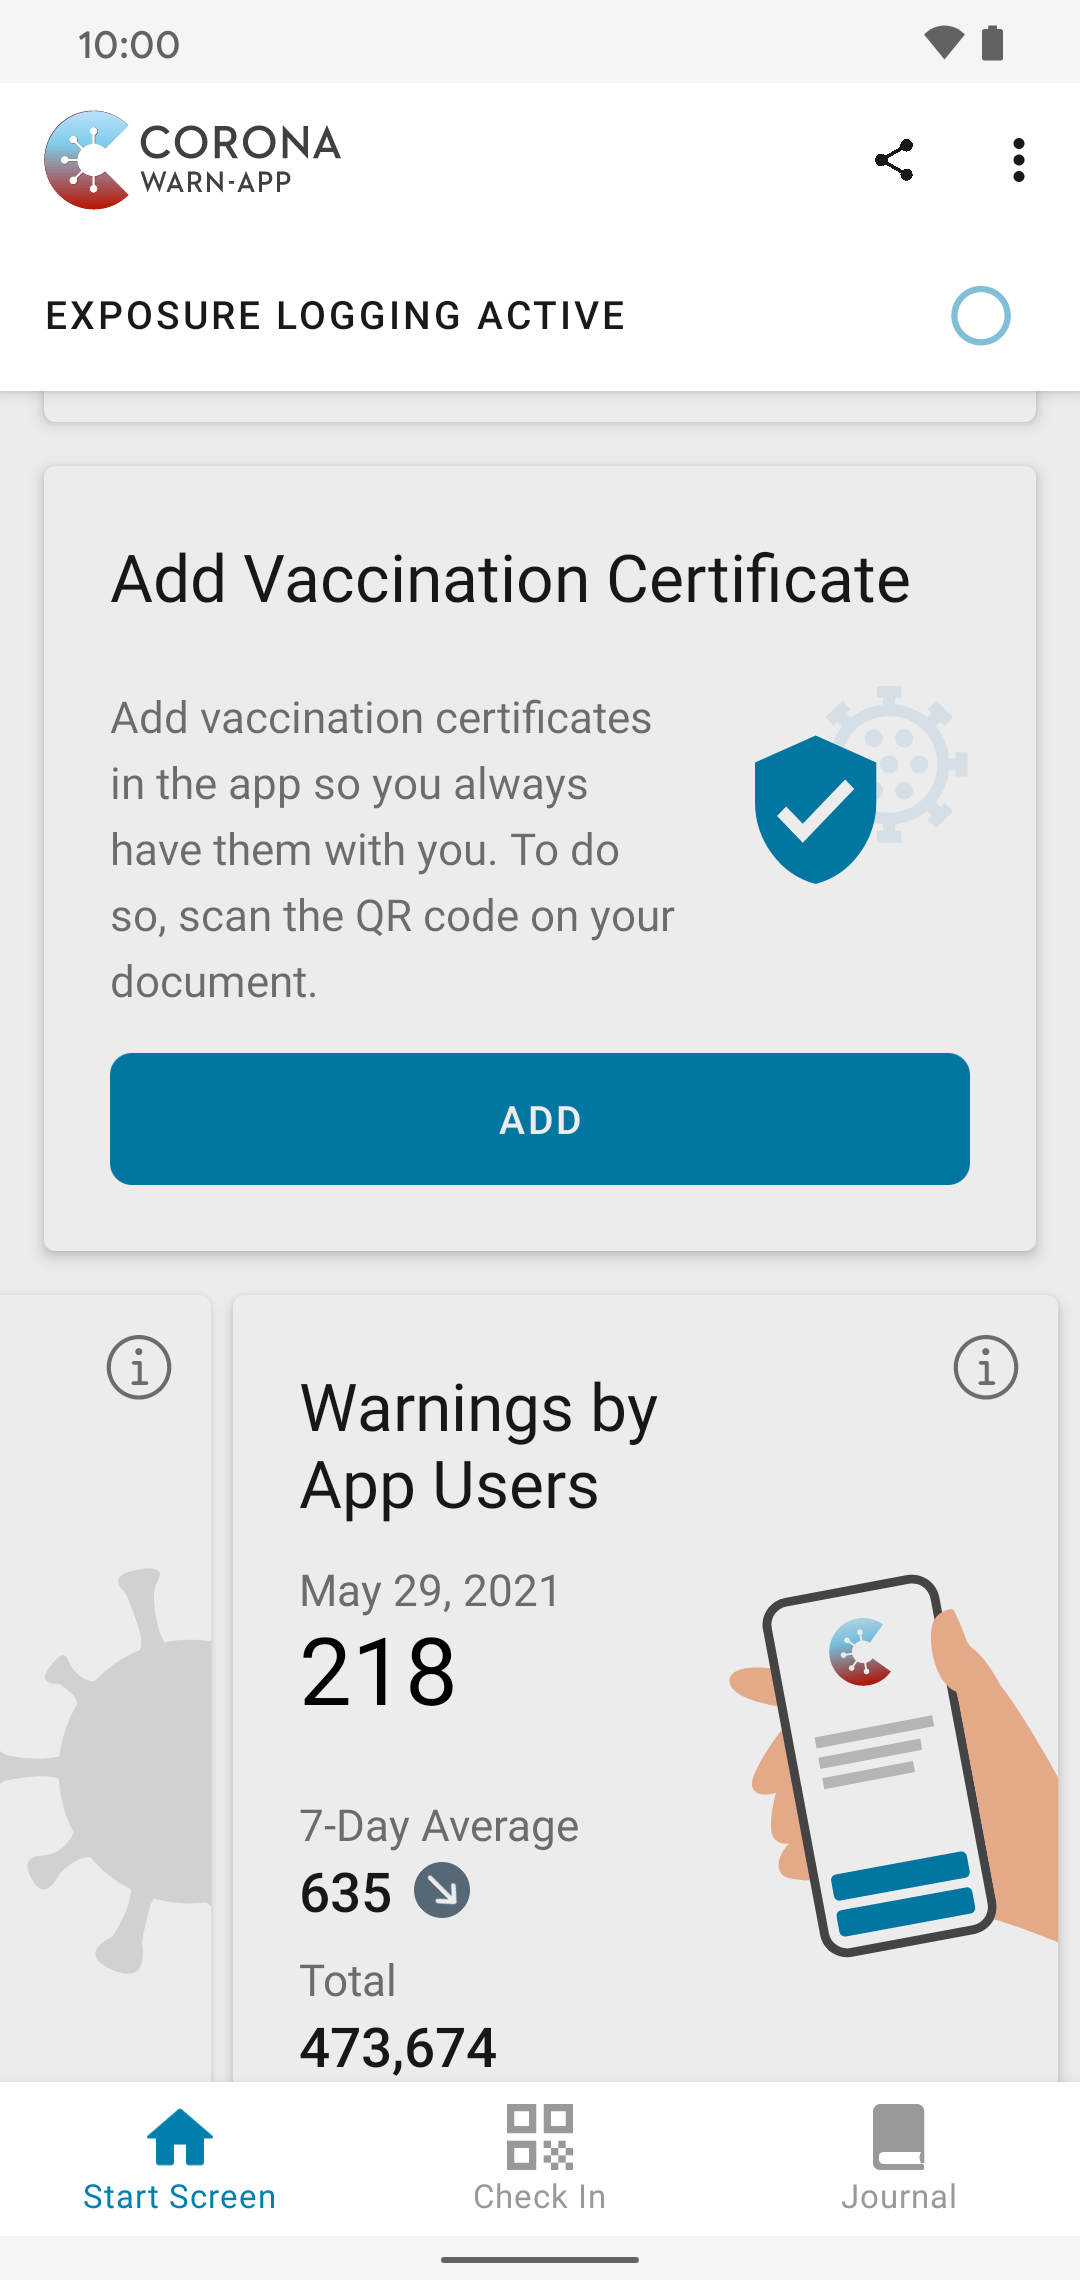 10:00
CORONA
WARN-APP
EXPOSURE LOGGING ACTIVE
Add Vaccination Certificate
Add vaccination certificates
in the app so you always
have them with you. To do
so, scan the QR code on your
document.
ADD
Warnings by
App Users
May 29, 2021
218
7-Day Average
635
Total
473,674
Start Screen
Check In
Journal